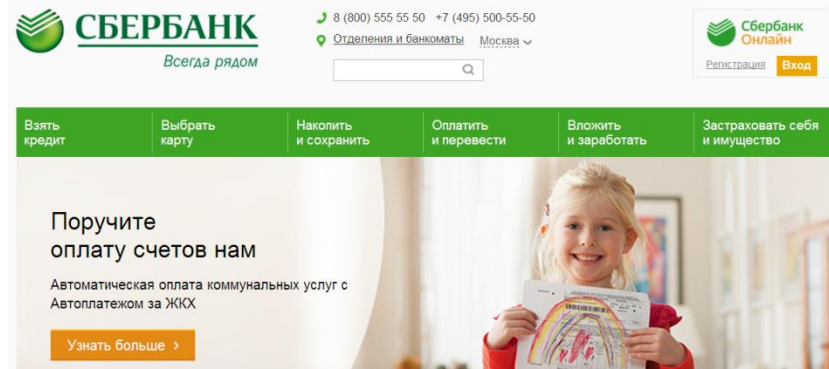 СБЕРБАНК
Всегда рядом
8 (800) 555 55 50 +7 (495) 500-55-50
Отделения и банкоматы Москва
Сбербанк
Онлайн
Регистрация Вход
Взять
кредит
Выбрать
карту
Накопить
и сохранить
Оплатить
и перевести
Вложить
и заработать
Застраховать себя
и имущество
Поручите
оплату счетов нам
Автоматическая оплата коммунальных услуг с
Автоплатежом за ЖКХ
Узнать больше ›